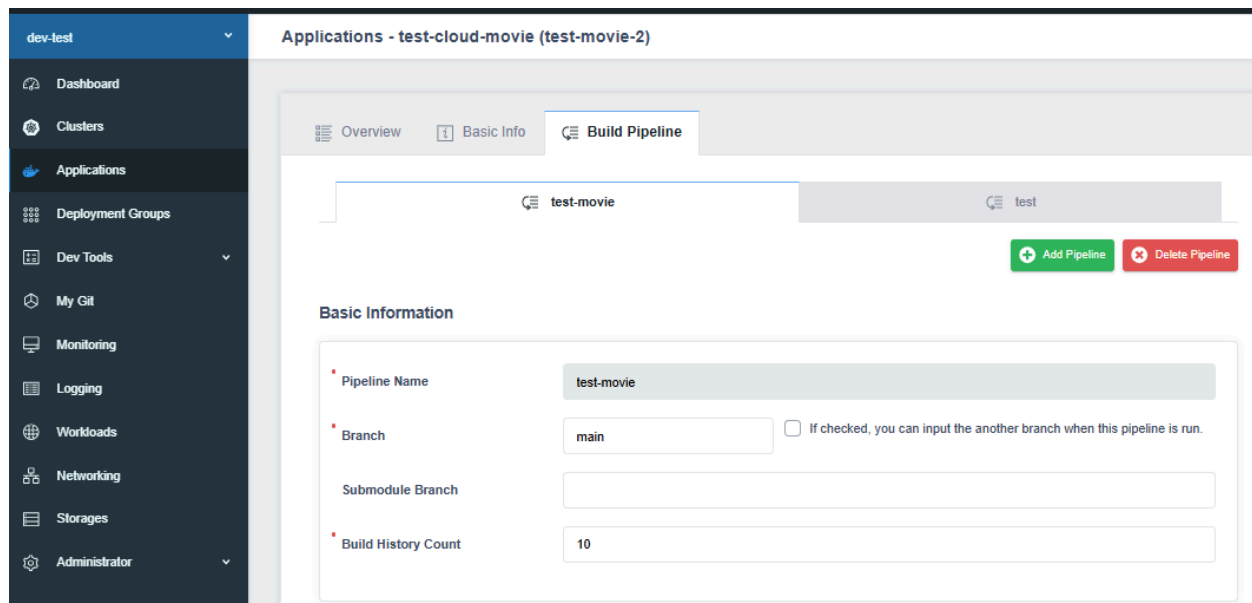 dev-test
Applications - test-cloud-movie (test-movie-2)
Dashboard
Clusters
Applications
Deployment Groups
Dev Tools
My Git
Monitoring
Logging
Workloads
Networking
Storages
Administrator
Overview
Basic Info
Build Pipeline
test-movie
test
Add Pipeline
Delete Pipeline
Basic Information
* Pipeline Name
test-movie
* Branch
main
If checked, you can input the another branch when this pipeline is run.
Submodule Branch
* Build History Count
10